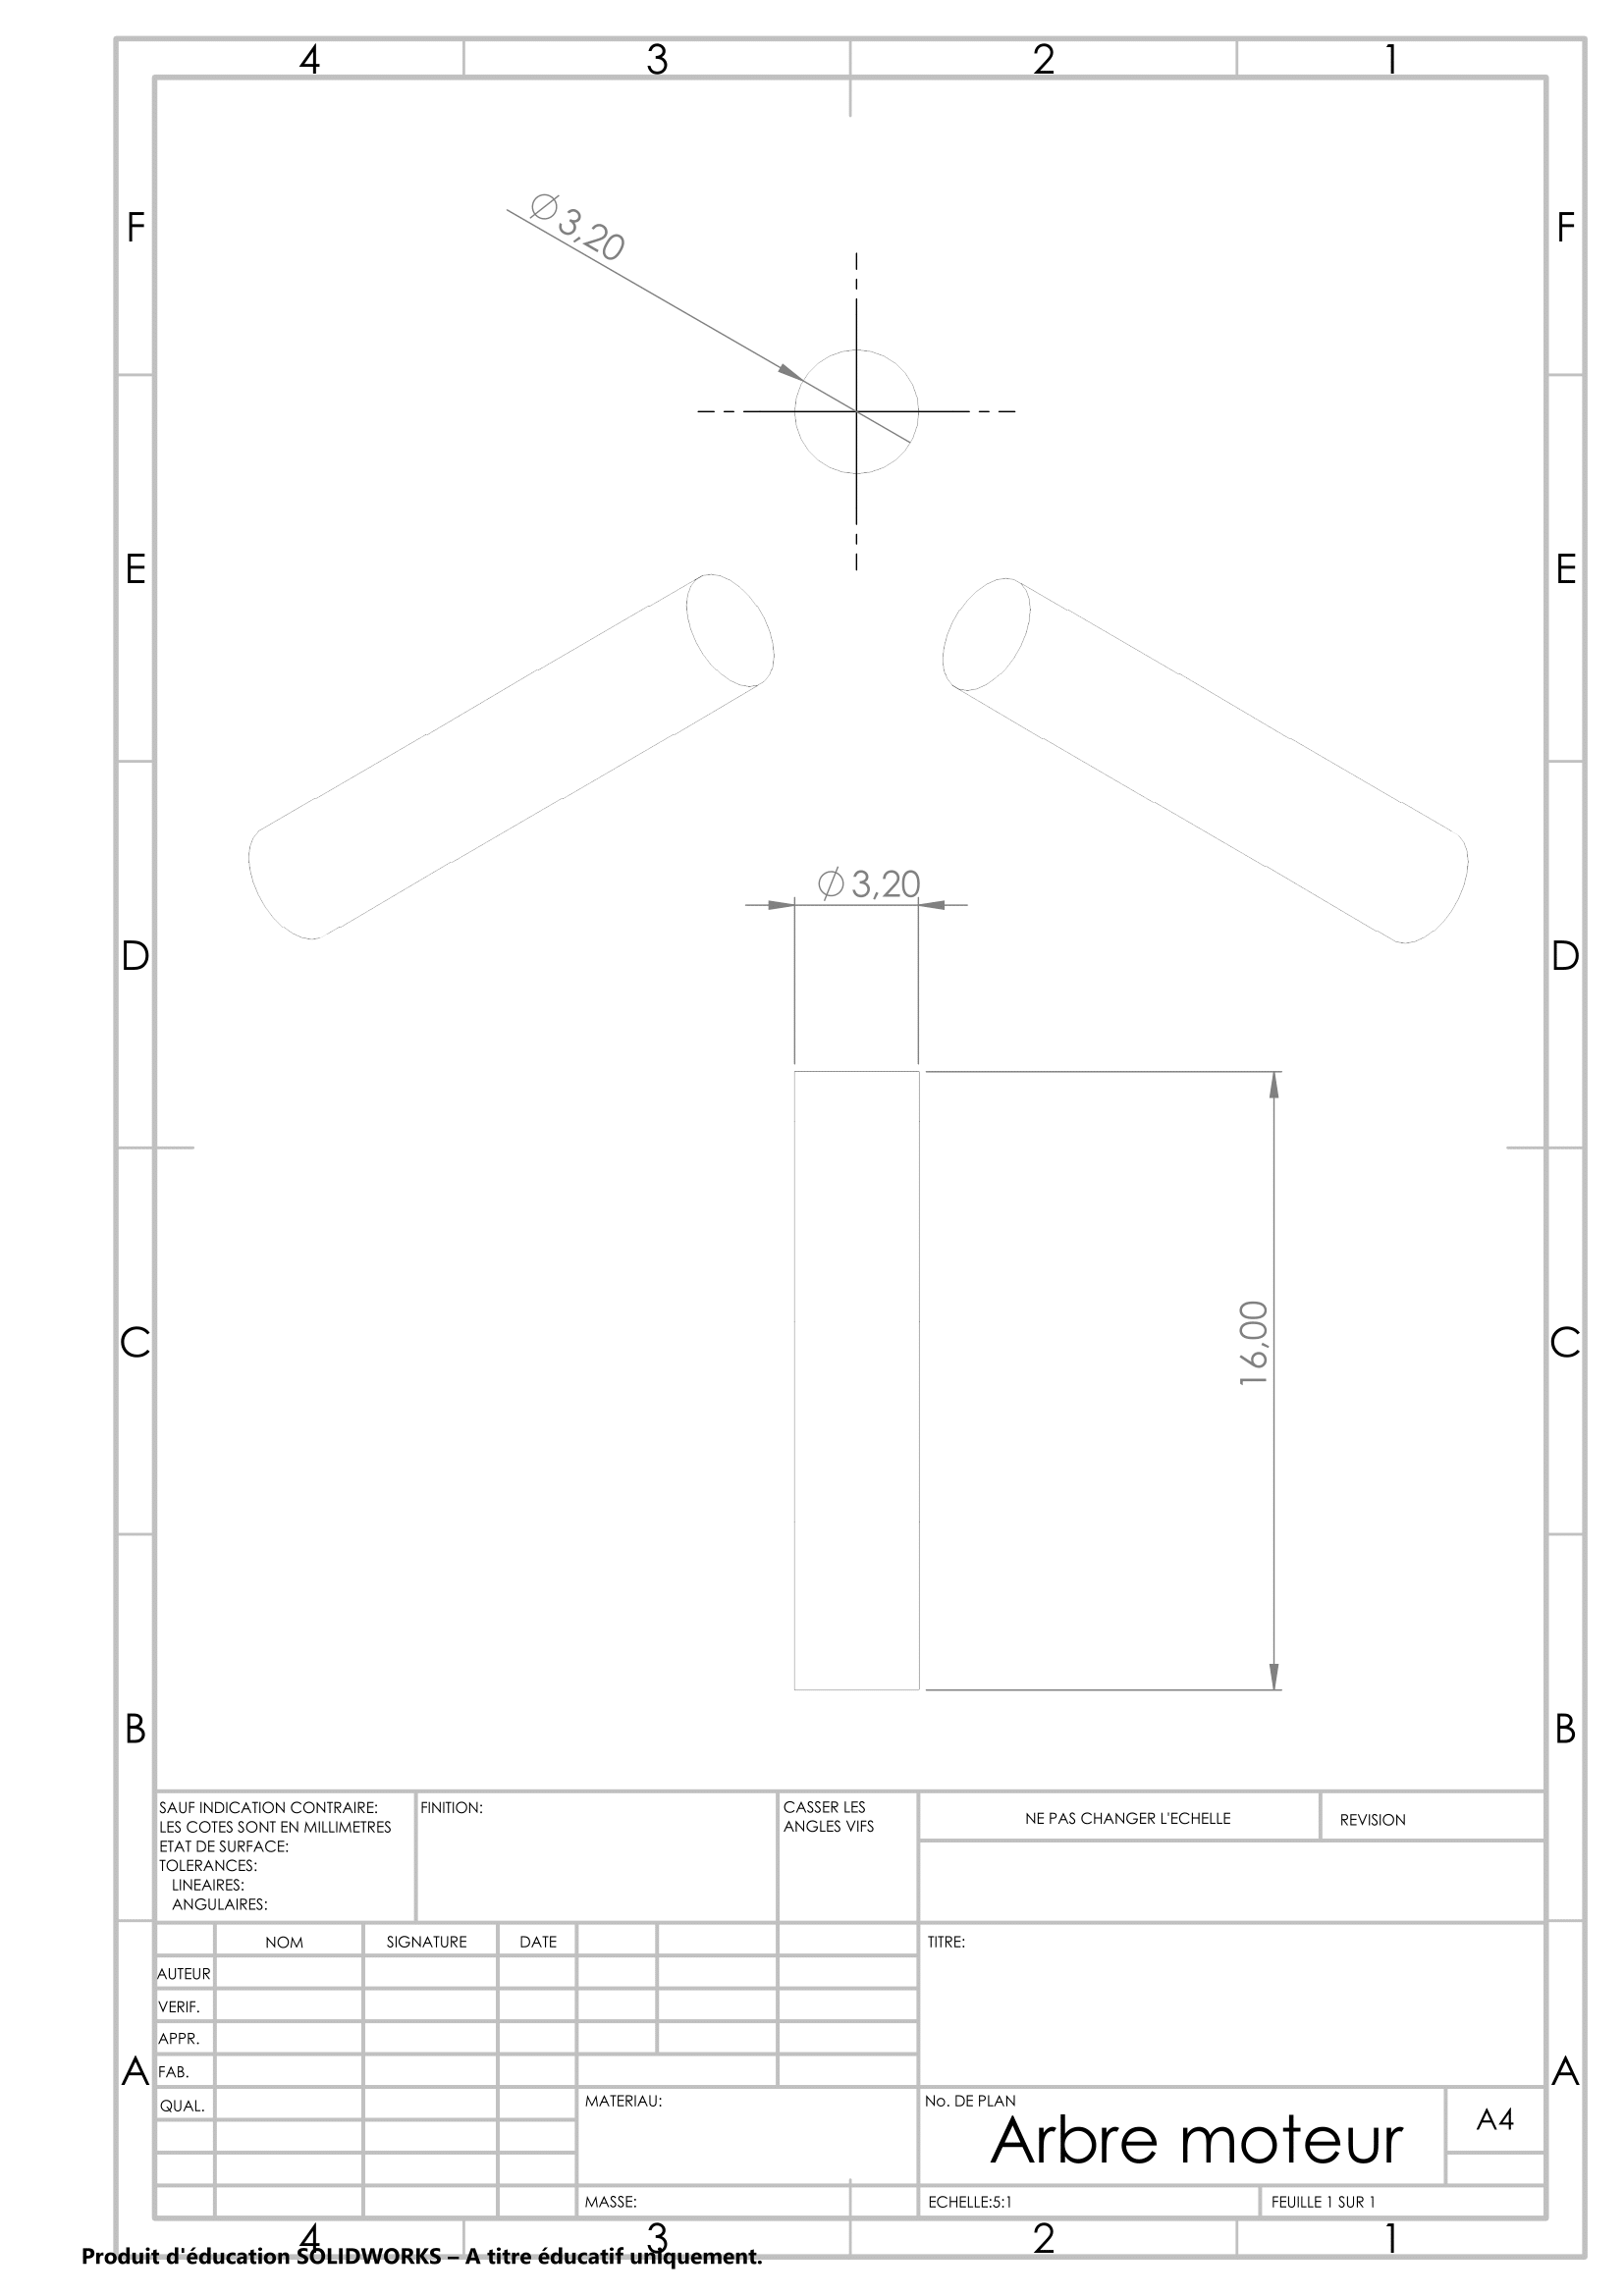 4 3 2 1
F F
⌀3,20
E E
⌀3,20
D D
16,00
C C
B B
SAUF INDICATION CONTRAIRE:
LES COTES SONT EN MILLIMETRES
ETAT DE SURFACE:
TOLERANCES:
LINEAIRES:
ANGULAIRES:
FINITION:
CASSER LES
ANGLES VIFS
NE PAS CHANGER L'ECHELLE
REVISION
NOM SIGNATURE DATE
AUTEUR
VERIF.
APPR.
FAB.
QUAL.
TITRE:
A A
MATERIAU:
No. DE PLAN
Arbre moteur
A4
MASSE:
ECHELLE:5:1
FEUILLE 1 SUR 1
4 3 2 1
Produit d'éducation SOLIDWORKS – A titre éducatif uniquement.